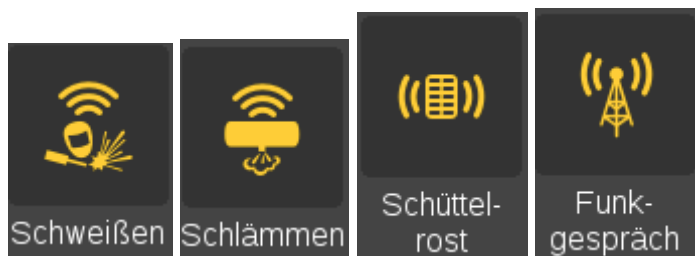 Schweißen
Schlämmen
Schüttel-
rost
Funk-
gespräch